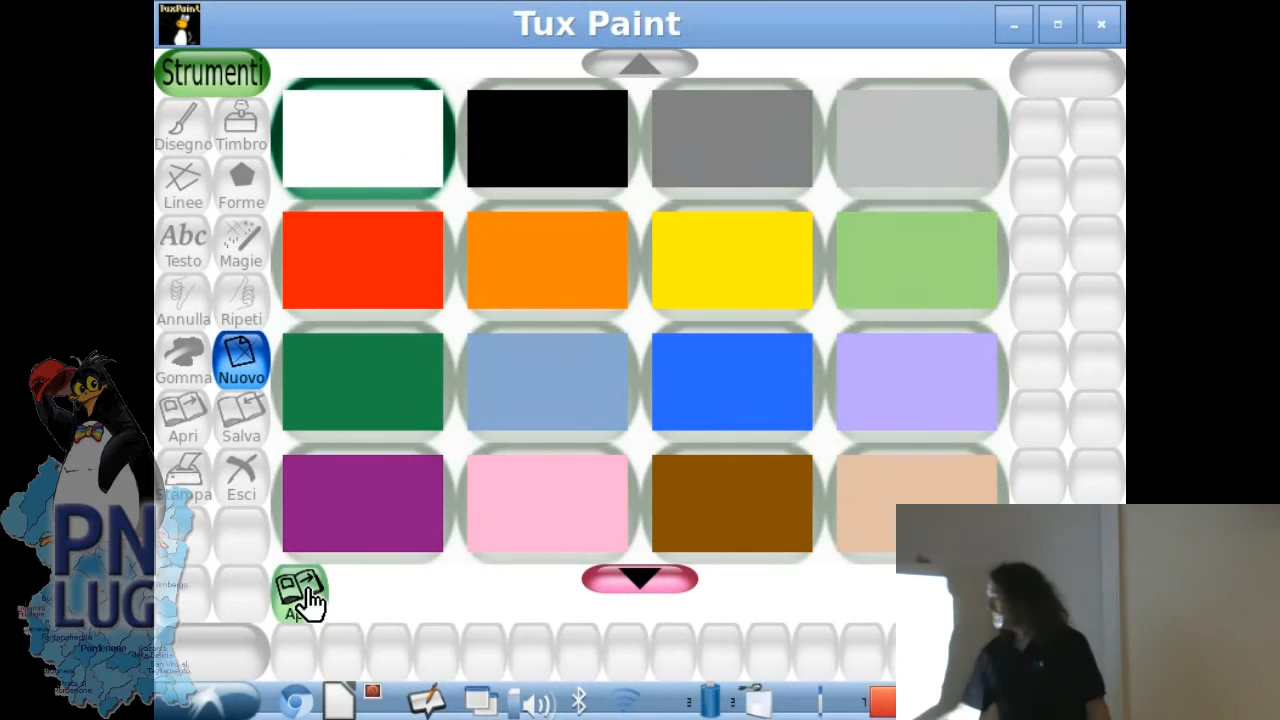 TuxPaint
Tux Paint
Strumenti
Disegno Timbro
Linee Forme
Abc
Testo Magie
Annulla Ripeti
Gomma Nuovo
Apri Salva
Stampa Esci
PN
LUG
Pordenone